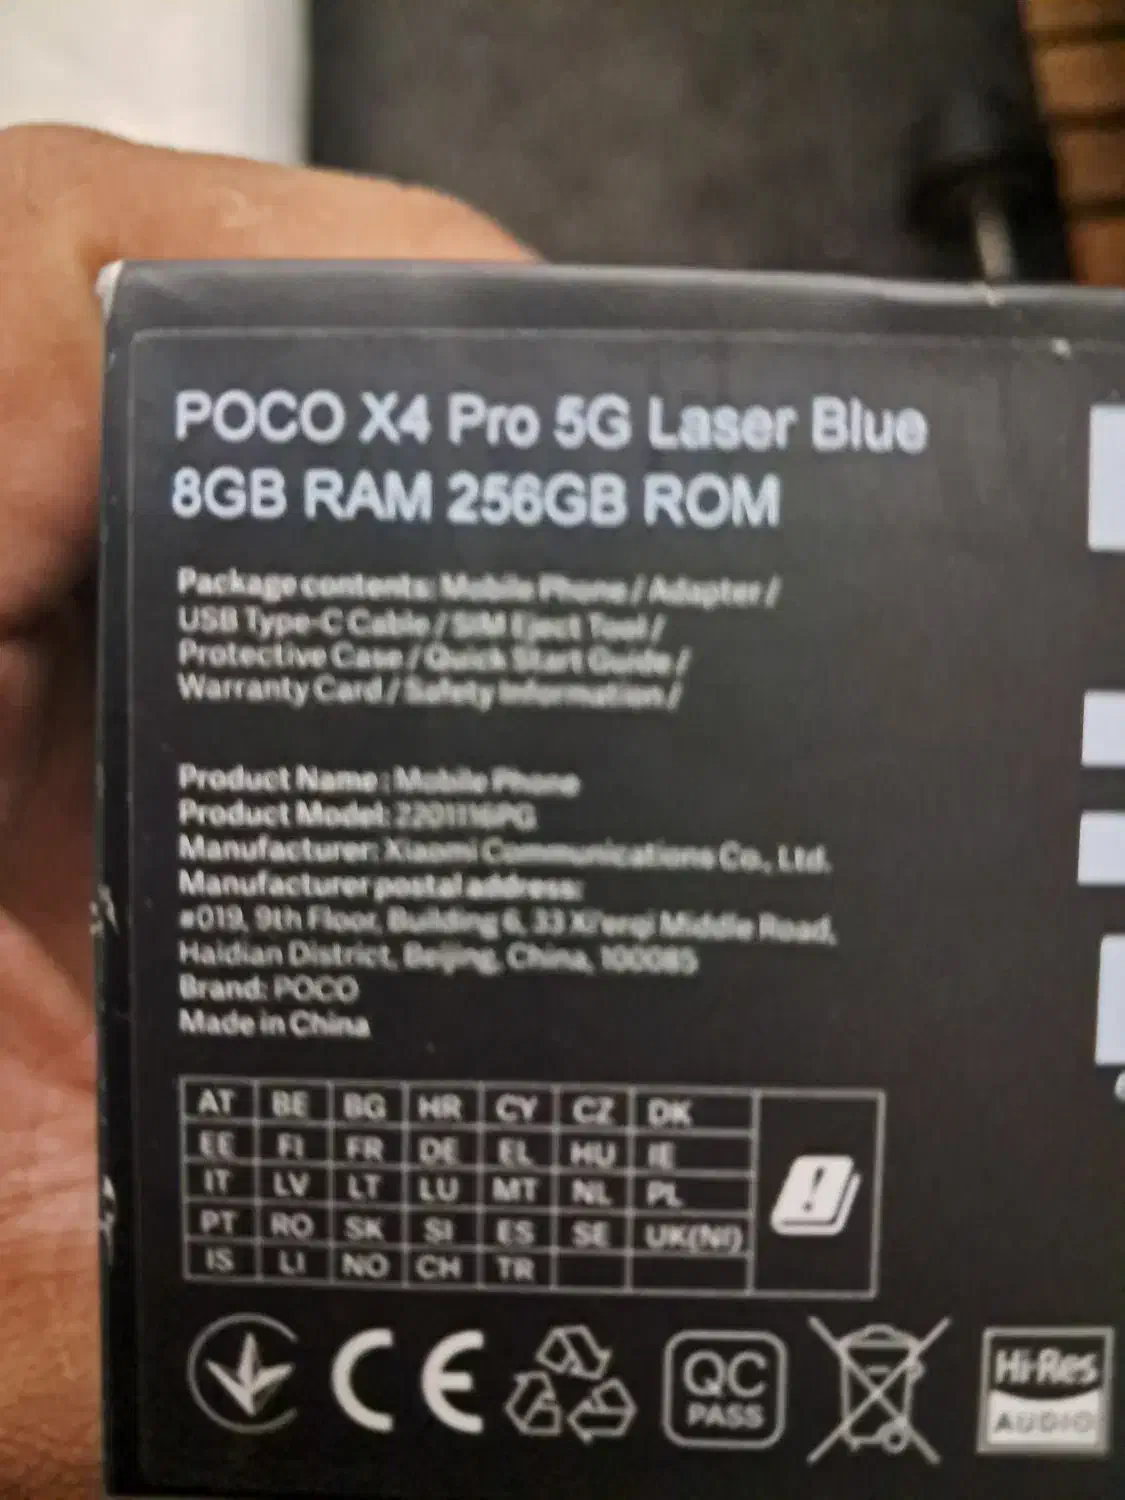 POCO X4 Pro 5G Laser Blue
8GB RAM 256GB ROM
Package contents: Mobile Phone / Adapter /
USB Type-C Cable / SIM Eject Tool /
Protective Case / Quick Start Guide /
Warranty Card / Safety Information /
Product Name : Mobile Phone
Product Model: 2201116PG
Manufacturer: Xiaomi Communications Co., Ltd.
Manufacturer postal address:
#019, 9th Floor, Building 6, 33 Xi'erqi Middle Road,
Haidian District, Beijing, China, 100085
Brand: POCO
Made in China
AT BE BG HR CY CZ DK
EE FI FR DE EL HU IE
IT LV LT LU MT NL PL
PT RO SK SI ES SE UK(NI)
IS LI NO CH TR
CE
QC
PASS
Hi-Res
AUDIO